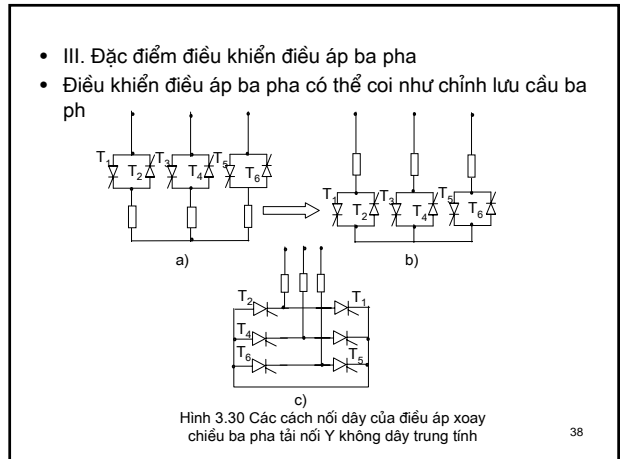 • III. Đặc điểm điều khiển điều áp ba pha
• Điều khiển điều áp ba pha có thể coi như chỉnh lưu cầu ba
ph
T1 T2 T3 T4 T5 T6
a)
T1 T2 T3 T4 T5 T6
b)
T2 T1
T4
T6 T5
c)
Hình 3.30 Các cách nối dây của điều áp xoay
chiều ba pha tải nối Y không dây trung tính
38